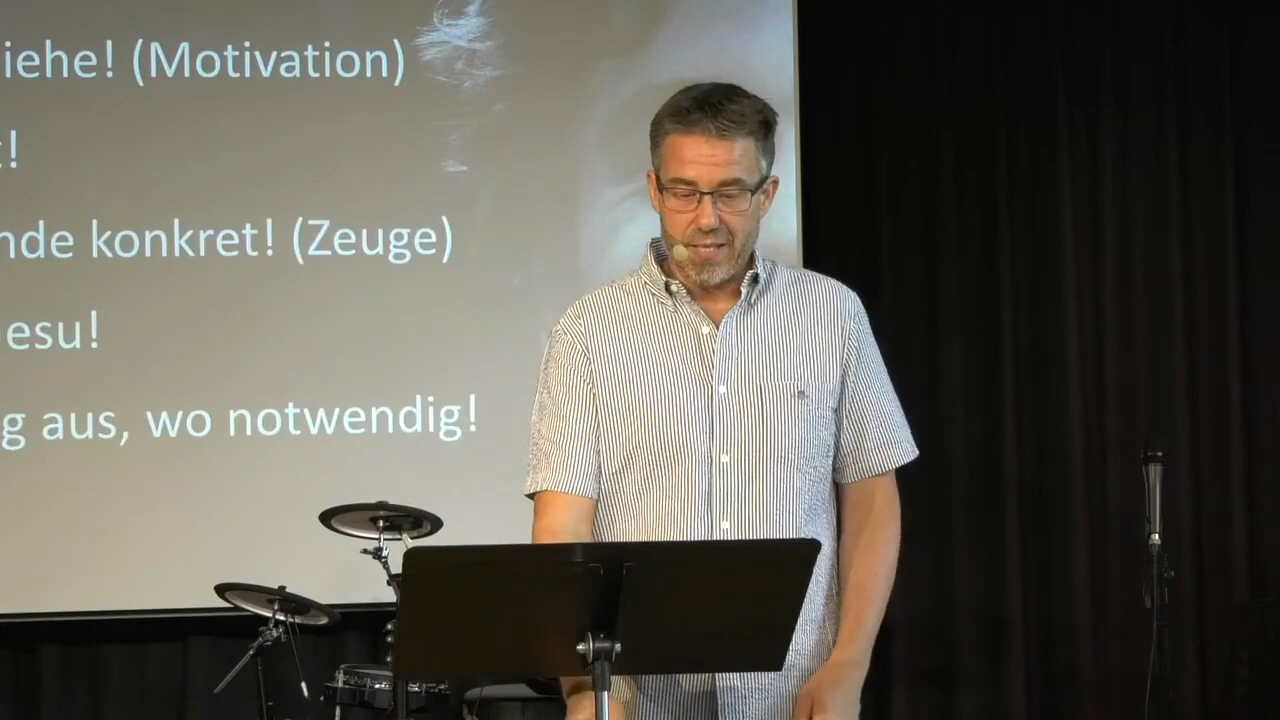 iehe! (Motivation)
t!
nde konkret! (Zeuge)
esu!
g aus, wo notwendig!